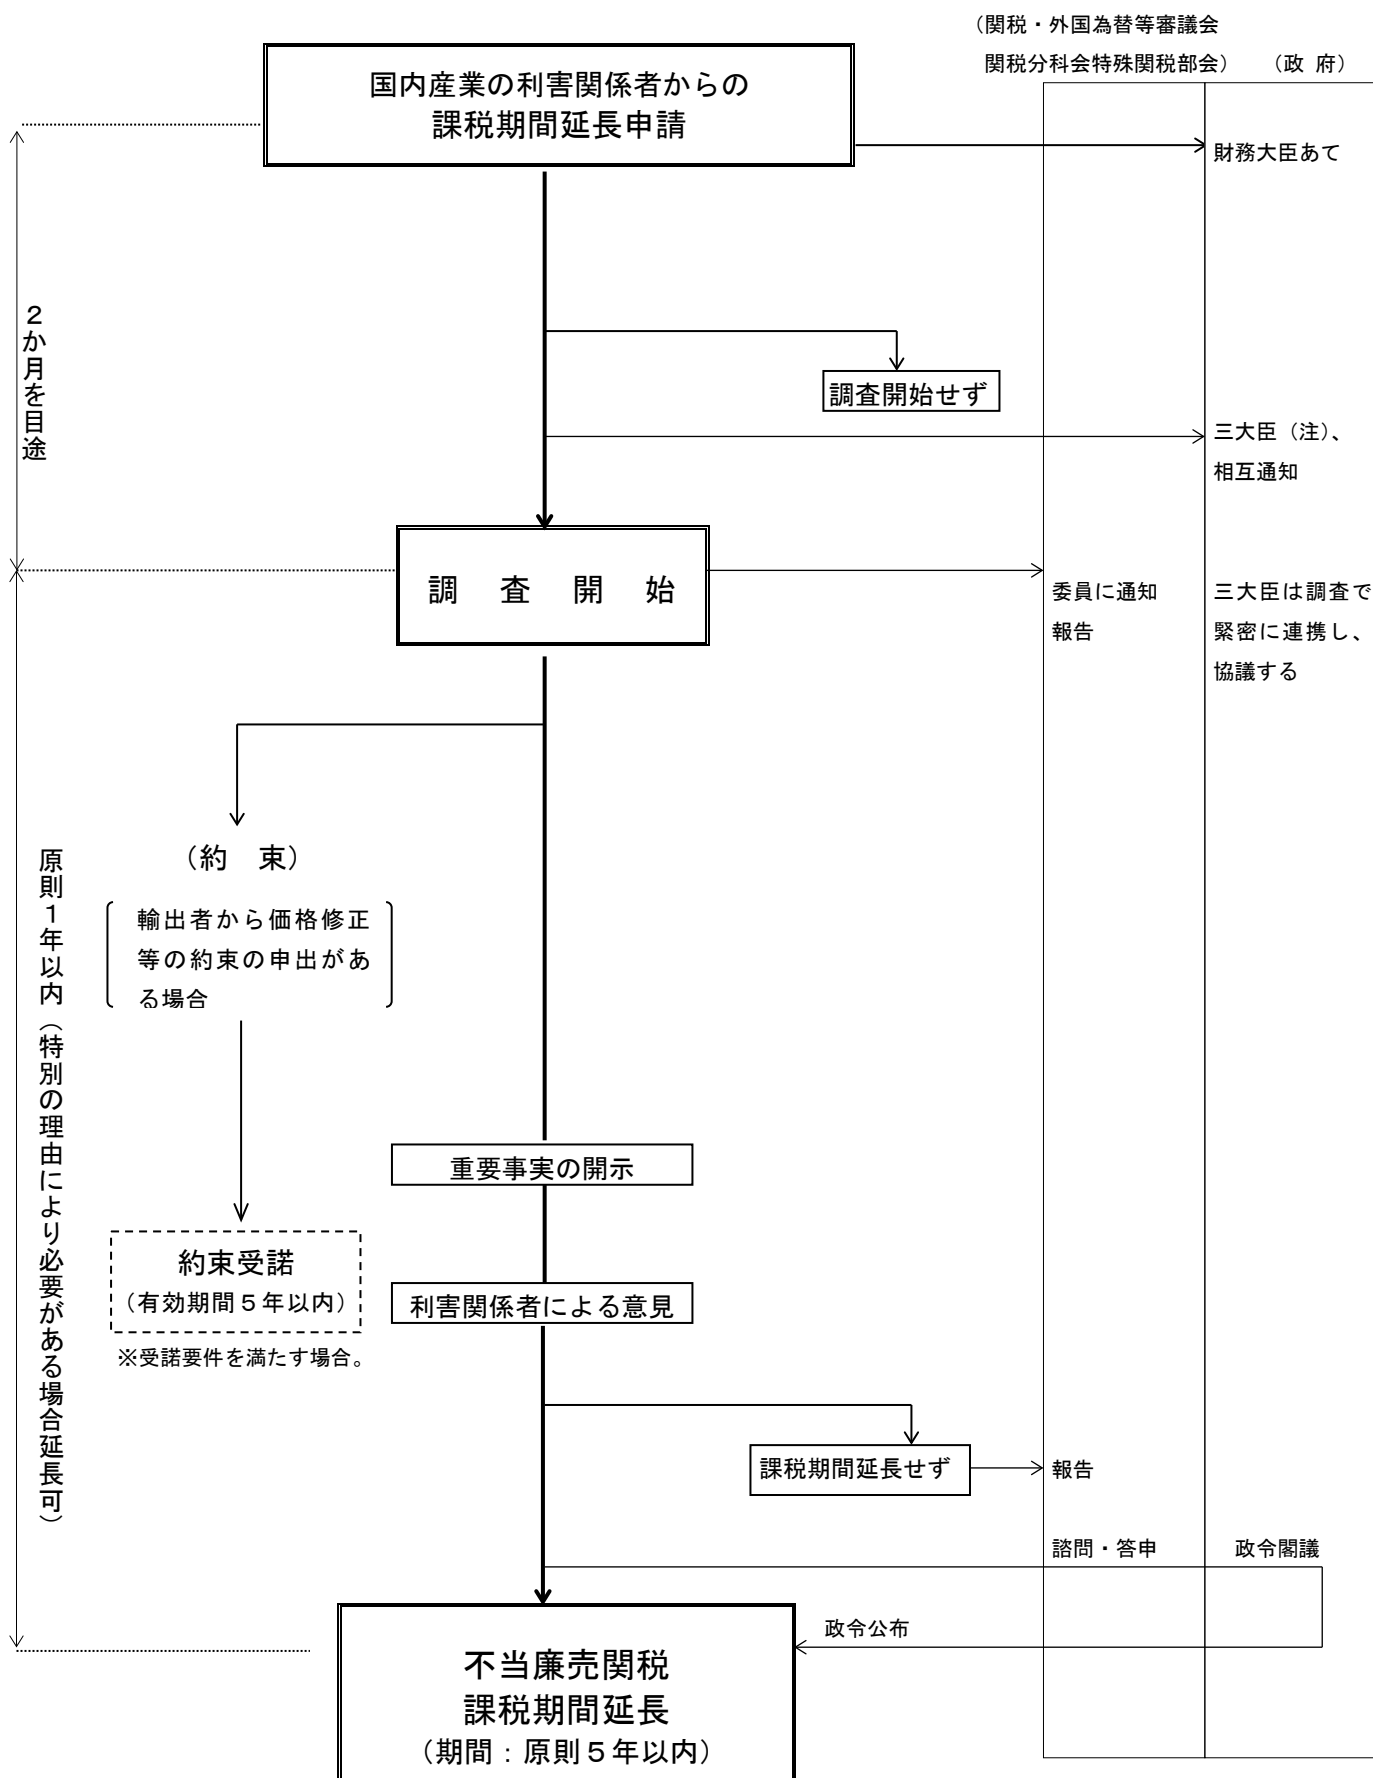 （関税・外国為替等審議会
関税分科会特殊関税部会）
（政 府）
国内産業の利害関係者からの
課税期間延長申請
財務大臣あて
２か月を目途
調査開始せず
三大臣（注）、
相互通知
調 査 開 始
委員に通知
報告
三大臣は調査で
緊密に連携し、
協議する
（約 束）
輸出者から価格修正
等の約束の申出があ
る場合
原則１年以内（特別の理由により必要がある場合延長可）
重要事実の開示
約束受諾
（有効期間５年以内）
※受諾要件を満たす場合。
利害関係者による意見
課税期間延長せず
報告
諮問・答申
政令閣議
政令公布
不当廉売関税
課税期間延長
（期間：原則５年以内）